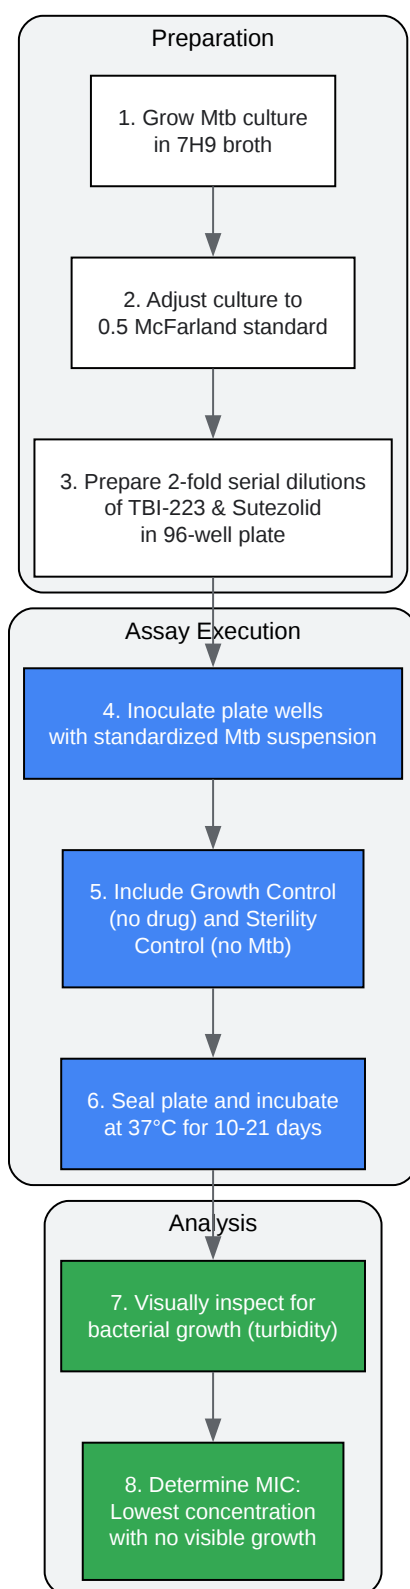 Preparation
1. Grow Mtb culture
in 7H9 broth
2. Adjust culture to
0.5 McFarland standard
3. Prepare 2-fold serial dilutions
of TBI-223 & Sutezolid
in 96-well plate
Assay Execution
4. Inoculate plate wells
with standardized Mtb suspension
5. Include Growth Control
(no drug) and Sterility
Control (no Mtb)
6. Seal plate and incubate
at 37°C for 10-21 days
Analysis
7. Visually inspect for
bacterial growth (turbidity)
8. Determine MIC:
Lowest concentration
with no visible growth